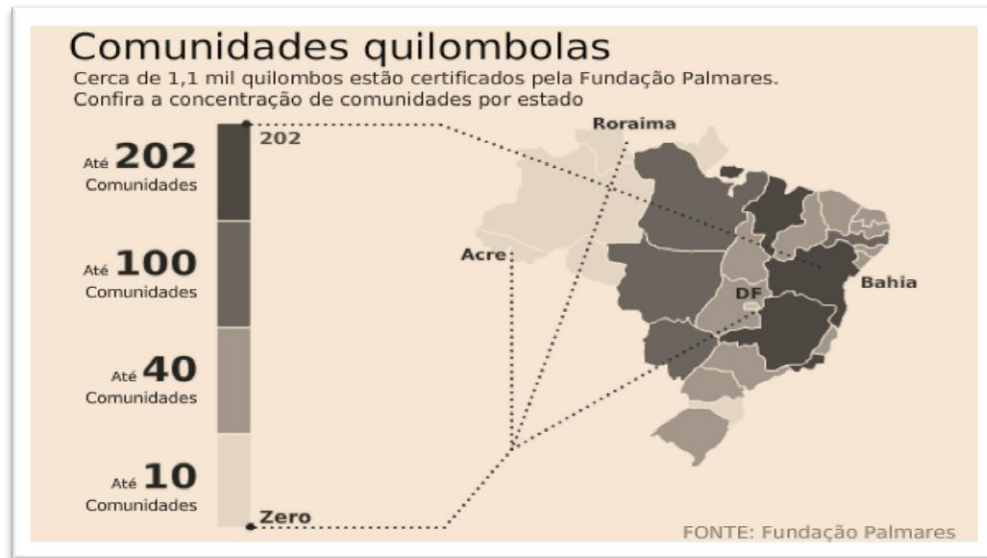 Comunidades quilombolas
Cerca de 1,1 mil quilombos estão certificados pela Fundação Palmares.
Confira a concentração de comunidades por estado
202
Até 202
Comunidades
Até 100
Comunidades
Até 40
Comunidades
Até 10
Comunidades
Zero
Roraima
Acre
DF
Bahia
FONTE: Fundação Palmares